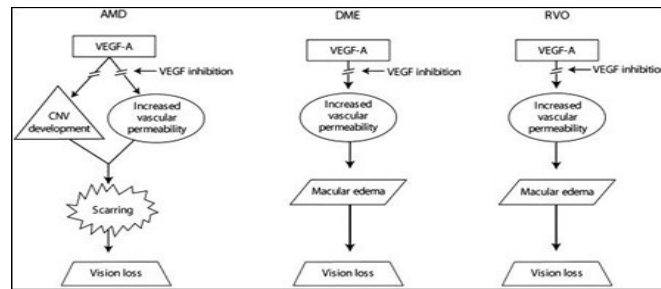 AMD
VEGF-A
VEGF inhibition
CNV
development
Increased
vascular
permeability
Scarring
Vision loss
DME
VEGF-A
VEGF inhibition
Increased
vascular
permeability
Macular edema
Vision loss
RVO
VEGF-A
VEGF inhibition
Increased
vascular
permeability
Macular edema
Vision loss